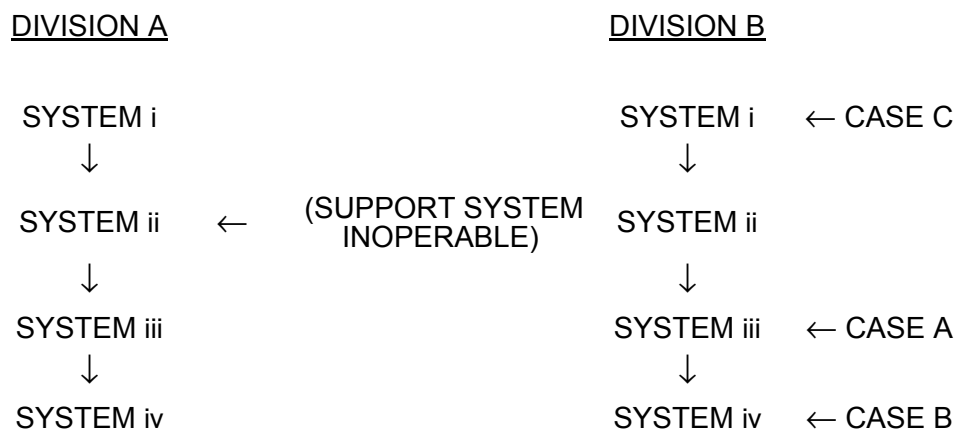 DIVISION A DIVISION B
SYSTEM i SYSTEM i ← CASE C
↓ ↓
SYSTEM ii ← (SUPPORT SYSTEM INOPERABLE) SYSTEM ii
↓ ↓
SYSTEM iii SYSTEM iii ← CASE A
↓ ↓
SYSTEM iv SYSTEM iv ← CASE B